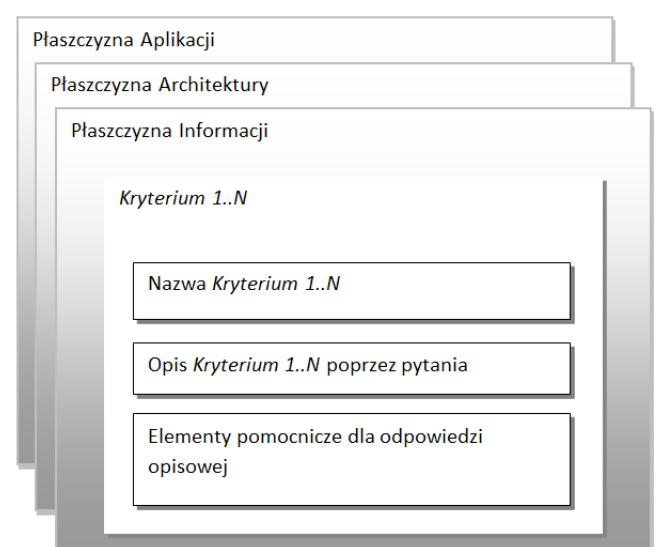 Płaszczyzna Aplikacji
Płaszczyzna Architektury
Płaszczyzna Informacji
Kryterium 1..N
Nazwa Kryterium 1..N
Opis Kryterium 1..N poprzez pytania
Elementy pomocnicze dla odpowiedzi
opisowej